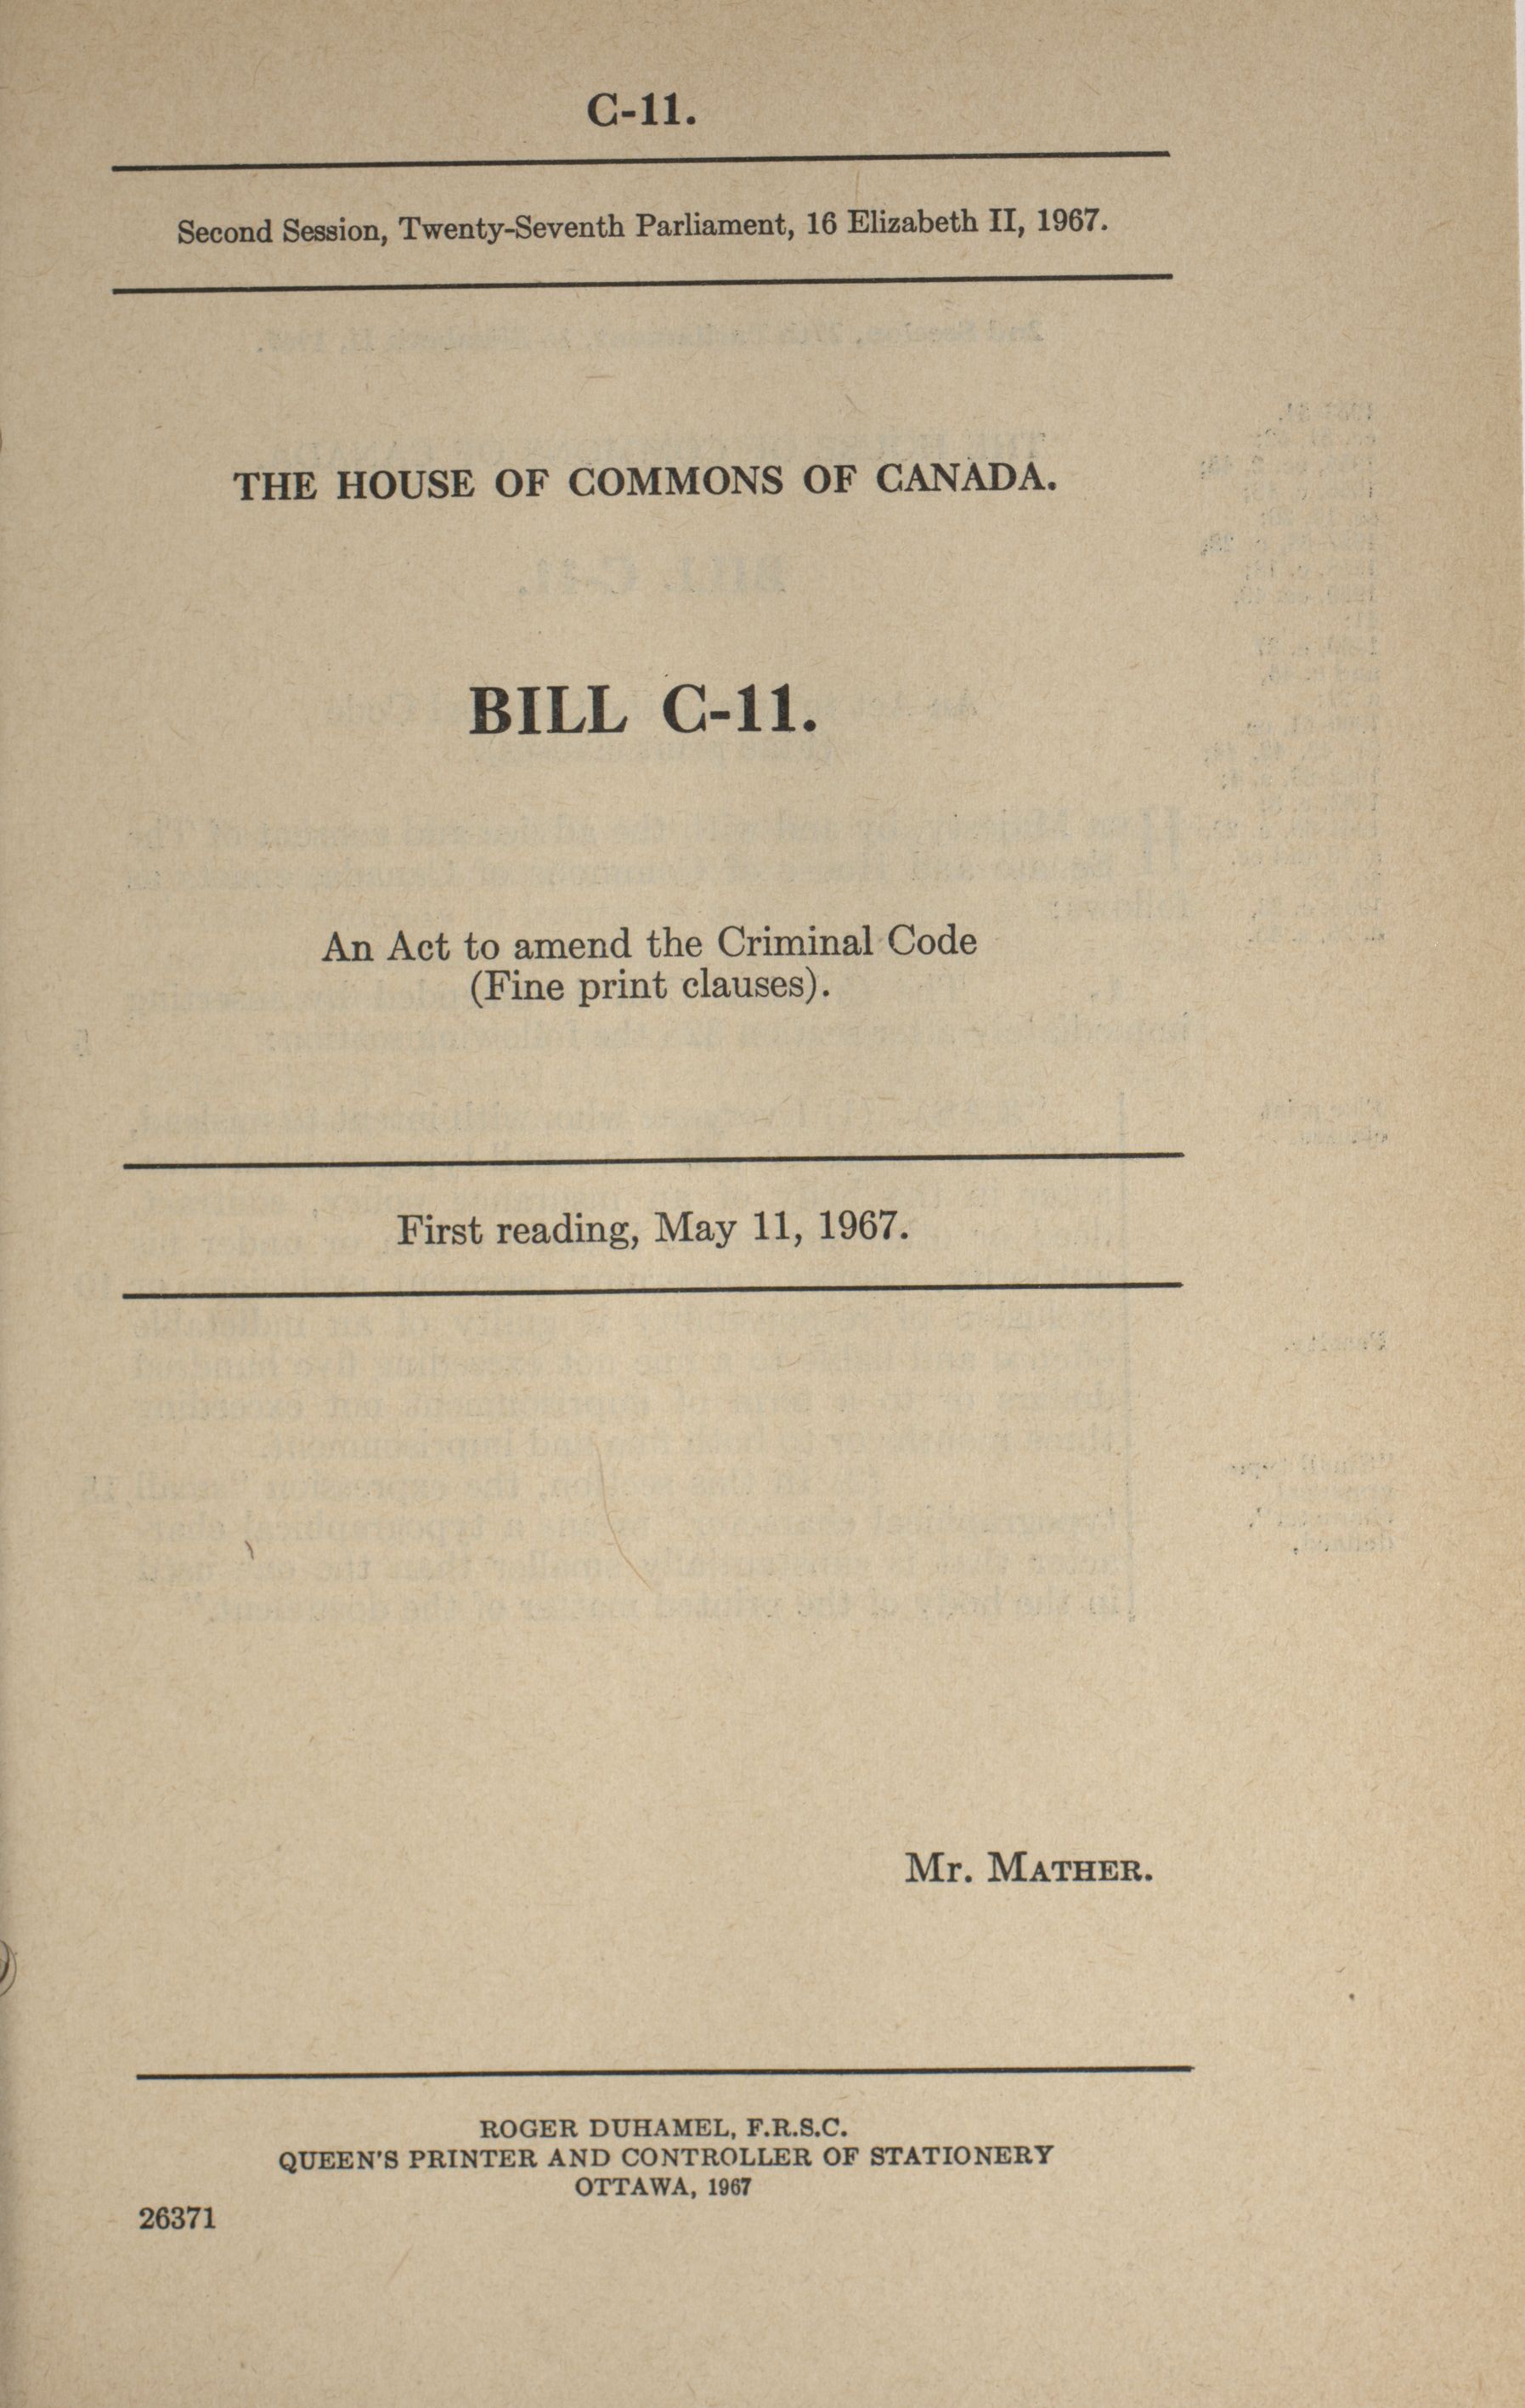 C-11.
Second Session, Twenty-Seventh Parliament, 16 Elizabeth II, 1967.
THE HOUSE OF COMMONS OF CANADA.
BILL C-11.
An Act to amend the Criminal Code
(Fine print clauses).
First reading, May 11, 1967.
Mr. MATHER.
ROGER DUHAMEL, F.R.S.C.
QUEEN'S PRINTER AND CONTROLLER OF STATIONERY
OTTAWA, 1967
26371